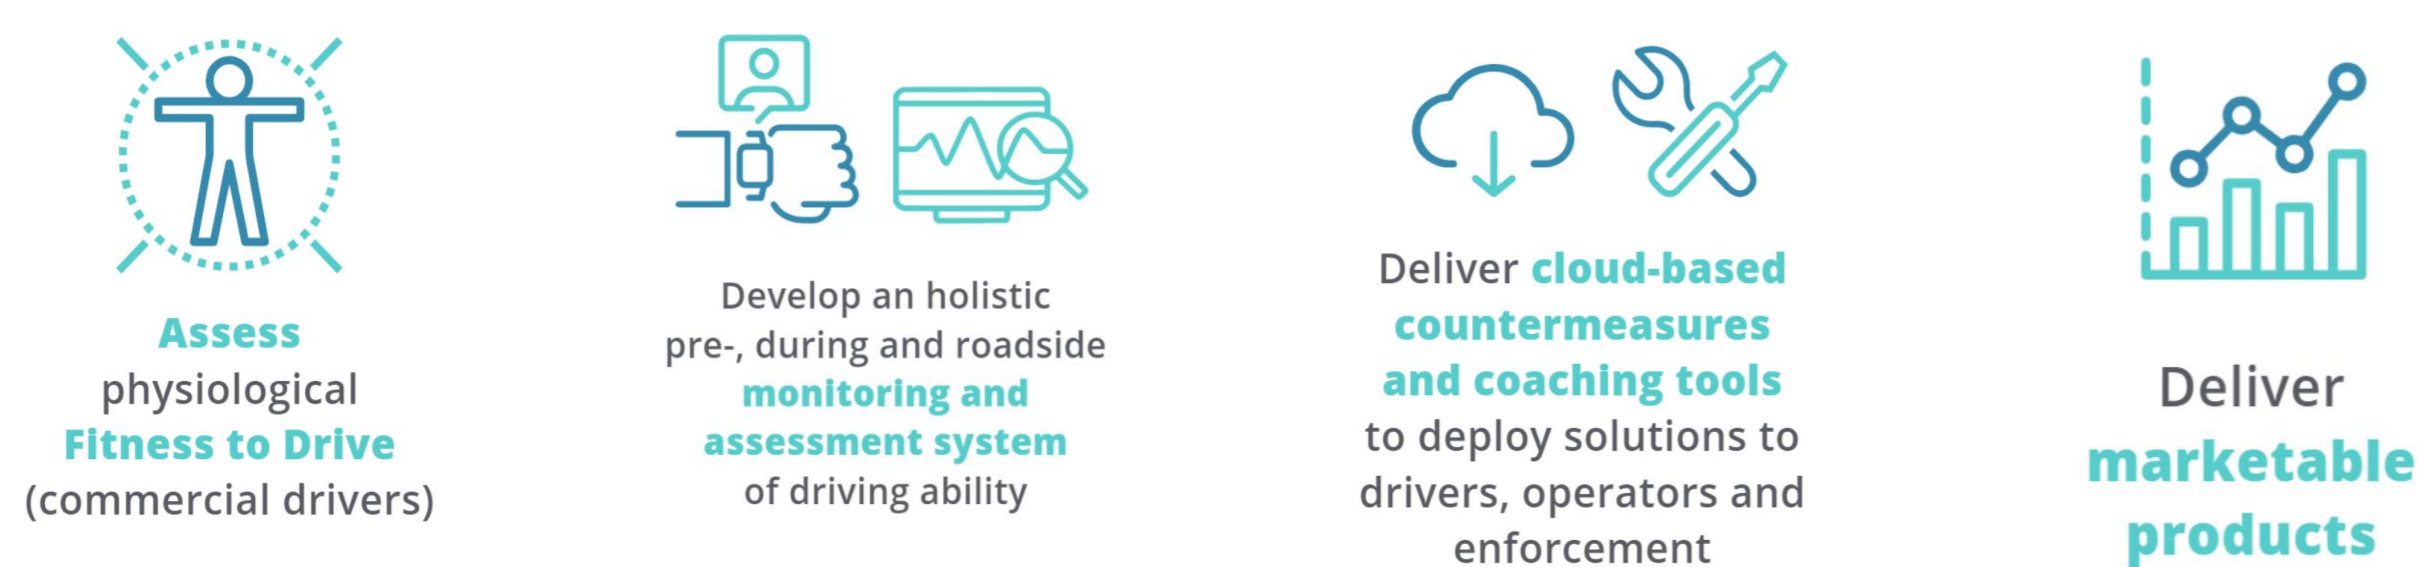 Assess
physiological
Fitness to Drive
(commercial drivers)
Develop an holistic
pre-, during and roadside
monitoring and
assessment system
of driving ability
Deliver cloud-based
countermeasures
and coaching tools
to deploy solutions to
drivers, operators and
enforcement
Deliver
marketable
products